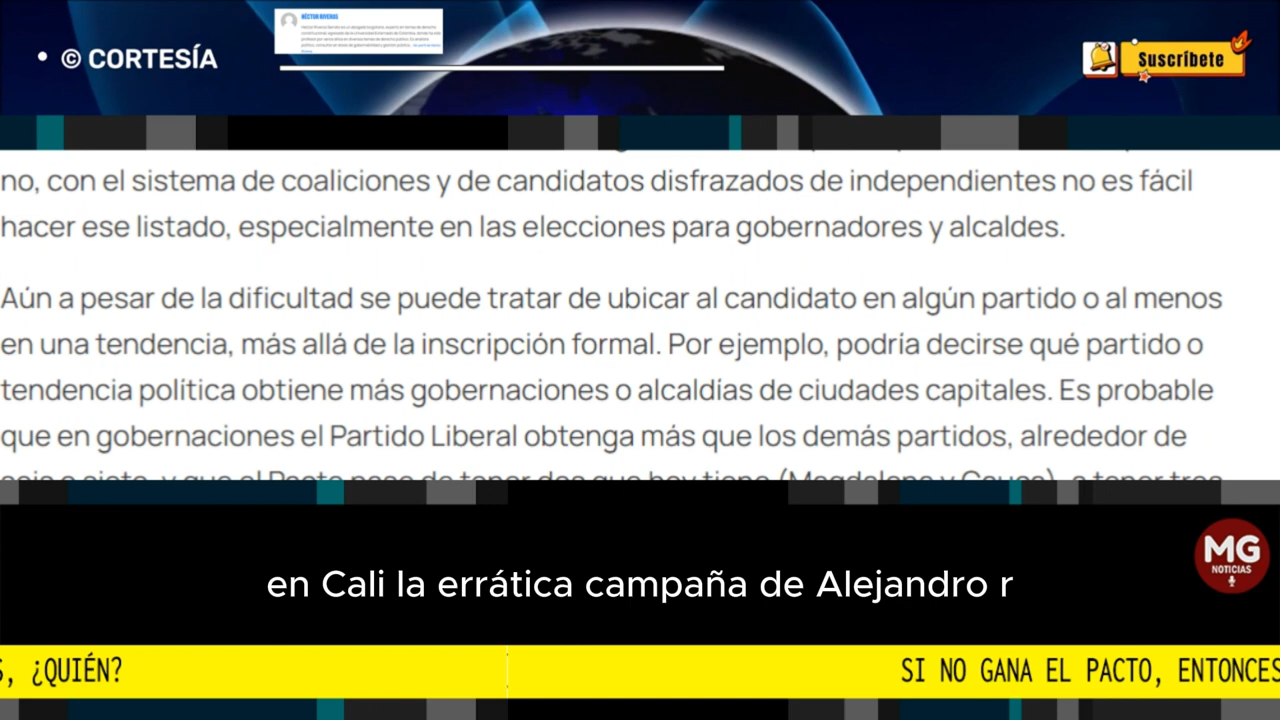 HÉCTOR RIVEROS
• © CORTESÍA
Suscríbete
no, con el sistema de coaliciones y de candidatos disfrazados de independientes no es fácil
hacer ese listado, especialmente en las elecciones para gobernadores y alcaldes.
Aún a pesar de la dificultad se puede tratar de ubicar al candidato en algún partido o al menos
en una tendencia, más allá de la inscripción formal. Por ejemplo, podría decirse qué partido o
tendencia política obtiene más gobernaciones o alcaldías de ciudades capitales. Es probable
que en gobernaciones el Partido Liberal obtenga más que los demás partidos, alrededor de
MG
NOTICIAS
en Cali la errática campaña de Alejandro r
S, ¿QUIÉN?
SI NO GANA EL PACTO, ENTONCES